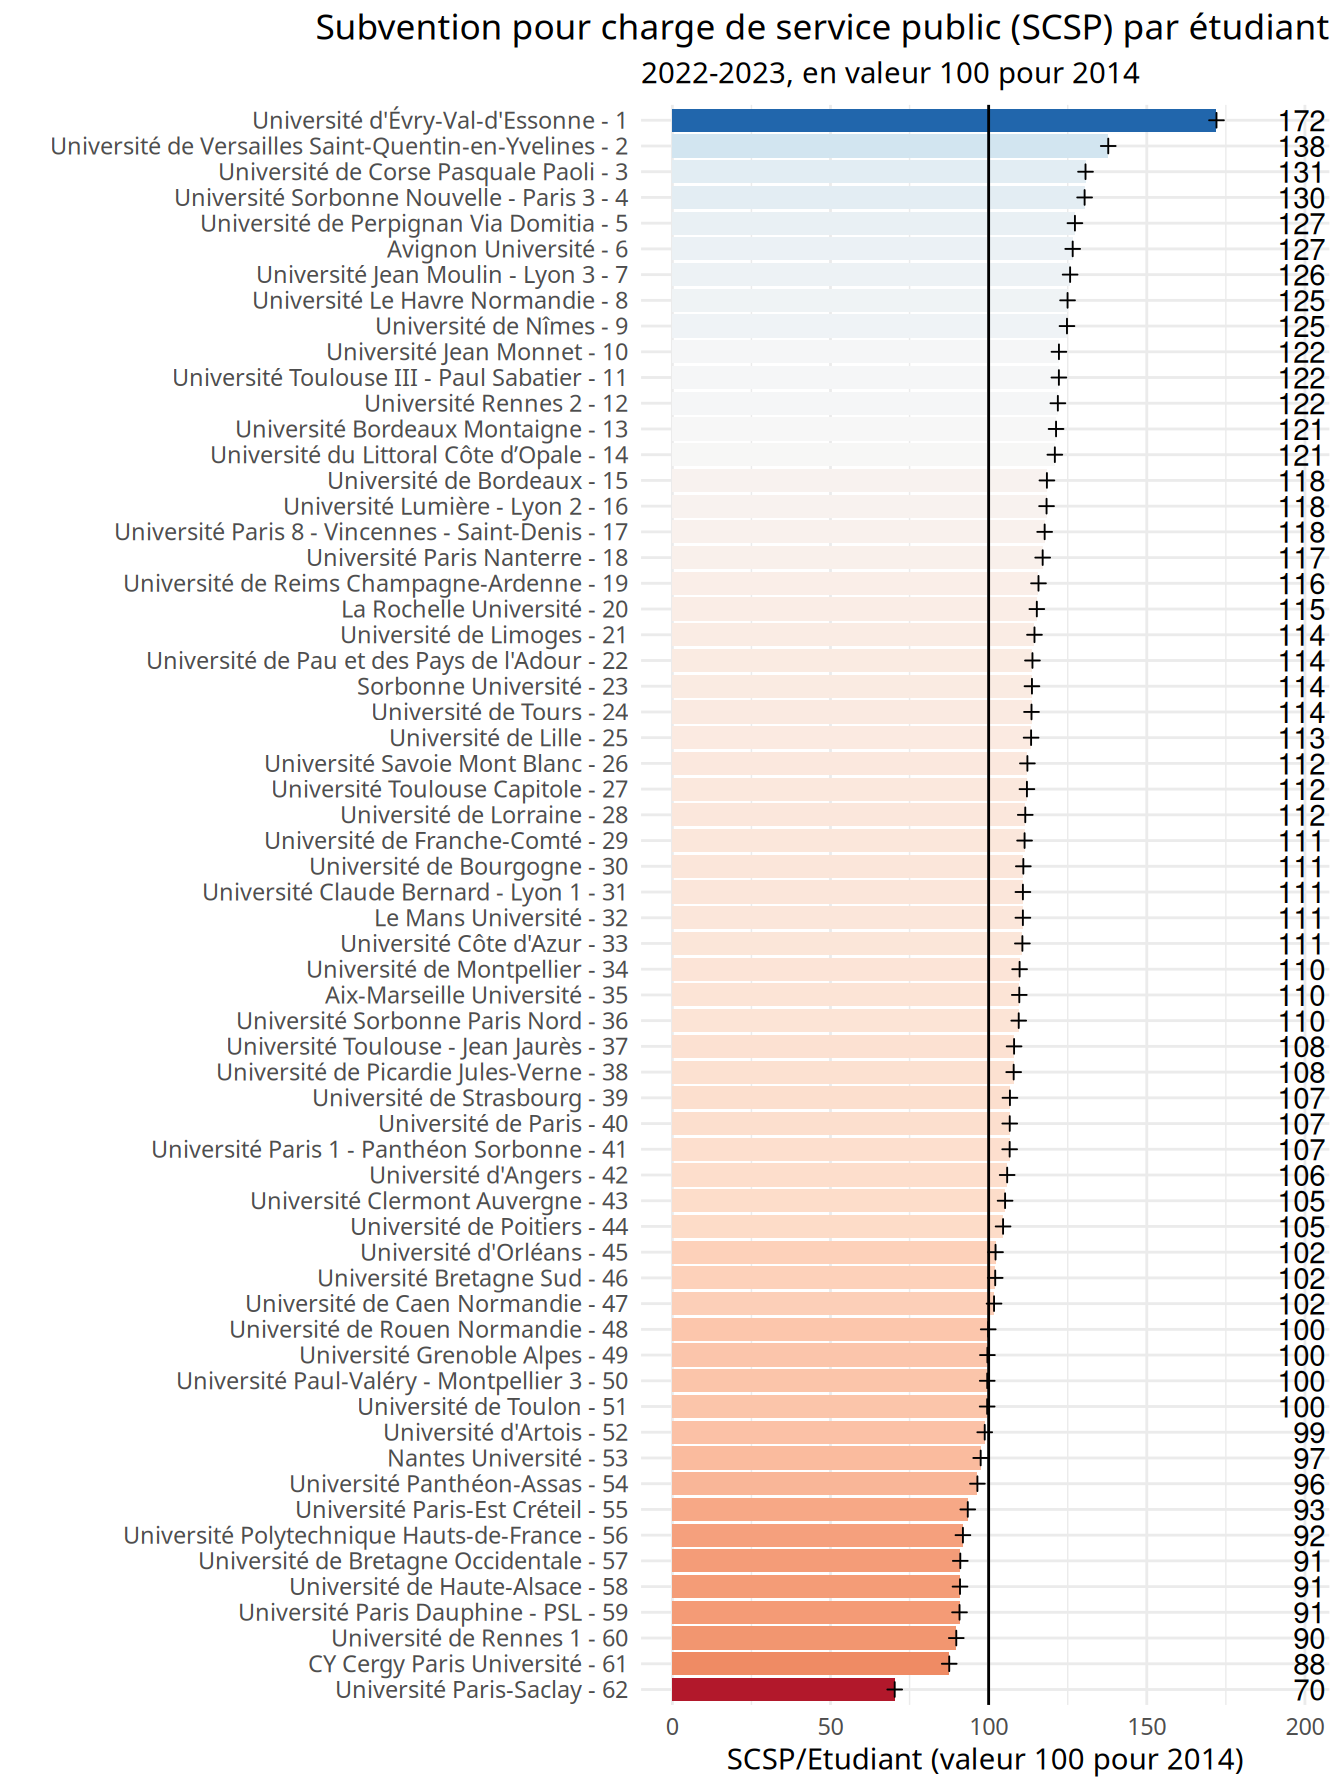 Subvention pour charge de service public (SCSP) par étudiant
2022-2023, en valeur 100 pour 2014
Université d'Évry-Val-d'Essonne - 1 172
Université de Versailles Saint-Quentin-en-Yvelines - 2 138
Université de Corse Pasquale Paoli - 3 131
Université Sorbonne Nouvelle - Paris 3 - 4 130
Université de Perpignan Via Domitia - 5 127
Avignon Université - 6 127
Université Jean Moulin - Lyon 3 - 7 126
Université Le Havre Normandie - 8 125
Université de Nîmes - 9 125
Université Jean Monnet - 10 122
Université Toulouse III - Paul Sabatier - 11 122
Université Rennes 2 - 12 122
Université Bordeaux Montaigne - 13 121
Université du Littoral Côte d’Opale - 14 121
Université de Bordeaux - 15 118
Université Lumière - Lyon 2 - 16 118
Université Paris 8 - Vincennes - Saint-Denis - 17 118
Université Paris Nanterre - 18 117
Université de Reims Champagne-Ardenne - 19 116
La Rochelle Université - 20 115
Université de Limoges - 21 114
Université de Pau et des Pays de l'Adour - 22 114
Sorbonne Université - 23 114
Université de Tours - 24 114
Université de Lille - 25 113
Université Savoie Mont Blanc - 26 112
Université Toulouse Capitole - 27 112
Université de Lorraine - 28 112
Université de Franche-Comté - 29 111
Université de Bourgogne - 30 111
Université Claude Bernard - Lyon 1 - 31 111
Le Mans Université - 32 111
Université Côte d'Azur - 33 111
Université de Montpellier - 34 110
Aix-Marseille Université - 35 110
Université Sorbonne Paris Nord - 36 110
Université Toulouse - Jean Jaurès - 37 108
Université de Picardie Jules-Verne - 38 108
Université de Strasbourg - 39 107
Université de Paris - 40 107
Université Paris 1 - Panthéon Sorbonne - 41 107
Université d'Angers - 42 106
Université Clermont Auvergne - 43 105
Université de Poitiers - 44 105
Université d'Orléans - 45 102
Université Bretagne Sud - 46 102
Université de Caen Normandie - 47 102
Université de Rouen Normandie - 48 100
Université Grenoble Alpes - 49 100
Université Paul-Valéry - Montpellier 3 - 50 100
Université de Toulon - 51 100
Université d'Artois - 52 99
Nantes Université - 53 97
Université Panthéon-Assas - 54 96
Université Paris-Est Créteil - 55 93
Université Polytechnique Hauts-de-France - 56 92
Université de Bretagne Occidentale - 57 91
Université de Haute-Alsace - 58 91
Université Paris Dauphine - PSL - 59 91
Université de Rennes 1 - 60 90
CY Cergy Paris Université - 61 88
Université Paris-Saclay - 62 70
0 50 100 150 200
SCSP/Etudiant (valeur 100 pour 2014)